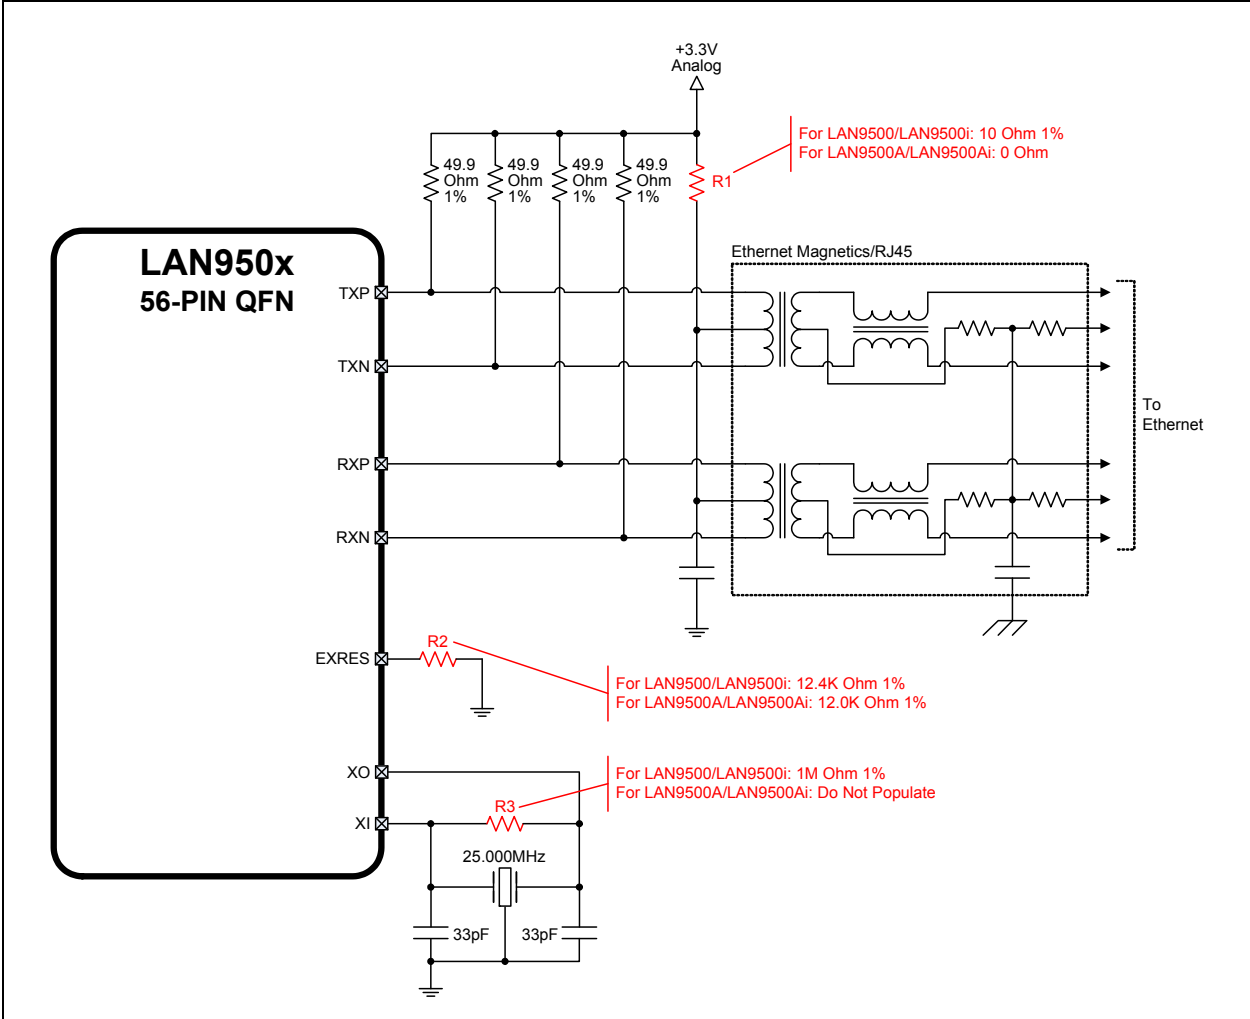 +3.3V
Analog
For LAN9500/LAN9500i: 10 Ohm 1%
For LAN9500A/LAN9500Ai: 0 Ohm
49.9
Ohm
1%
49.9
Ohm
1%
49.9
Ohm
1%
49.9
Ohm
1%
R1
LAN950x
56-PIN QFN
Ethernet Magnetics/RJ45
TXP
TXN
RXP
RXN
To
Ethernet
EXRES
R2
For LAN9500/LAN9500i: 12.4K Ohm 1%
For LAN9500A/LAN9500Ai: 12.0K Ohm 1%
XO
XI
R3
For LAN9500/LAN9500i: 1M Ohm 1%
For LAN9500A/LAN9500Ai: Do Not Populate
25.000MHz
33pF
33pF